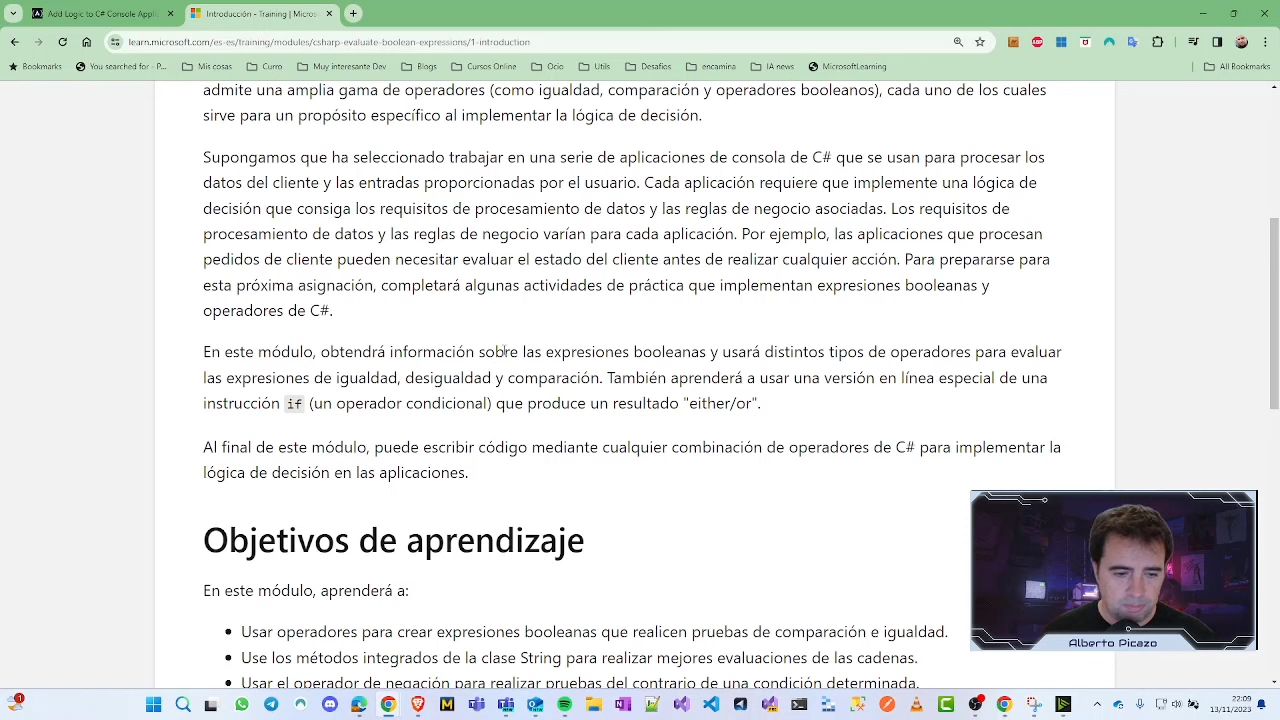 Add Logic to C# Console Appli
Introducción - Training | Micros
learn.microsoft.com/es-es/training/modules/csharp-evaluate-boolean-expressions/1-introduction
Bookmarks
You searched for - P...
Mis cosas
Curro
Muy interesante Dev
Blogs
Cursos Online
Ocio
Utils
Desafios
encamina
IA news
MicrosoftLearning
All Bookmarks
admite una amplia gama de operadores (como igualdad, comparación y operadores booleanos), cada uno de los cuales
sirve para un propósito específico al implementar la lógica de decisión.
Supongamos que ha seleccionado trabajar en una serie de aplicaciones de consola de C# que se usan para procesar los
datos del cliente y las entradas proporcionadas por el usuario. Cada aplicación requiere que implemente una lógica de
decisión que consiga los requisitos de procesamiento de datos y las reglas de negocio asociadas. Los requisitos de
procesamiento de datos y las reglas de negocio varían para cada aplicación. Por ejemplo, las aplicaciones que procesan
pedidos de cliente pueden necesitar evaluar el estado del cliente antes de realizar cualquier acción. Para prepararse para
esta próxima asignación, completará algunas actividades de práctica que implementan expresiones booleanas y
operadores de C#.
En este módulo, obtendrá información sobre las expresiones booleanas y usará distintos tipos de operadores para evaluar
las expresiones de igualdad, desigualdad y comparación. También aprenderá a usar una versión en línea especial de una
instrucción if (un operador condicional) que produce un resultado "either/or".
Al final de este módulo, puede escribir código mediante cualquier combinación de operadores de C# para implementar la
lógica de decisión en las aplicaciones.
Objetivos de aprendizaje
En este módulo, aprenderá a:
Usar operadores para crear expresiones booleanas que realicen pruebas de comparación e igualdad.
Use los métodos integrados de la clase String para realizar mejores evaluaciones de las cadenas.
Usar el operador de negación para realizar pruebas del contrario de una condición determinada.
Alberto Picazo
22:09
13/11/2023